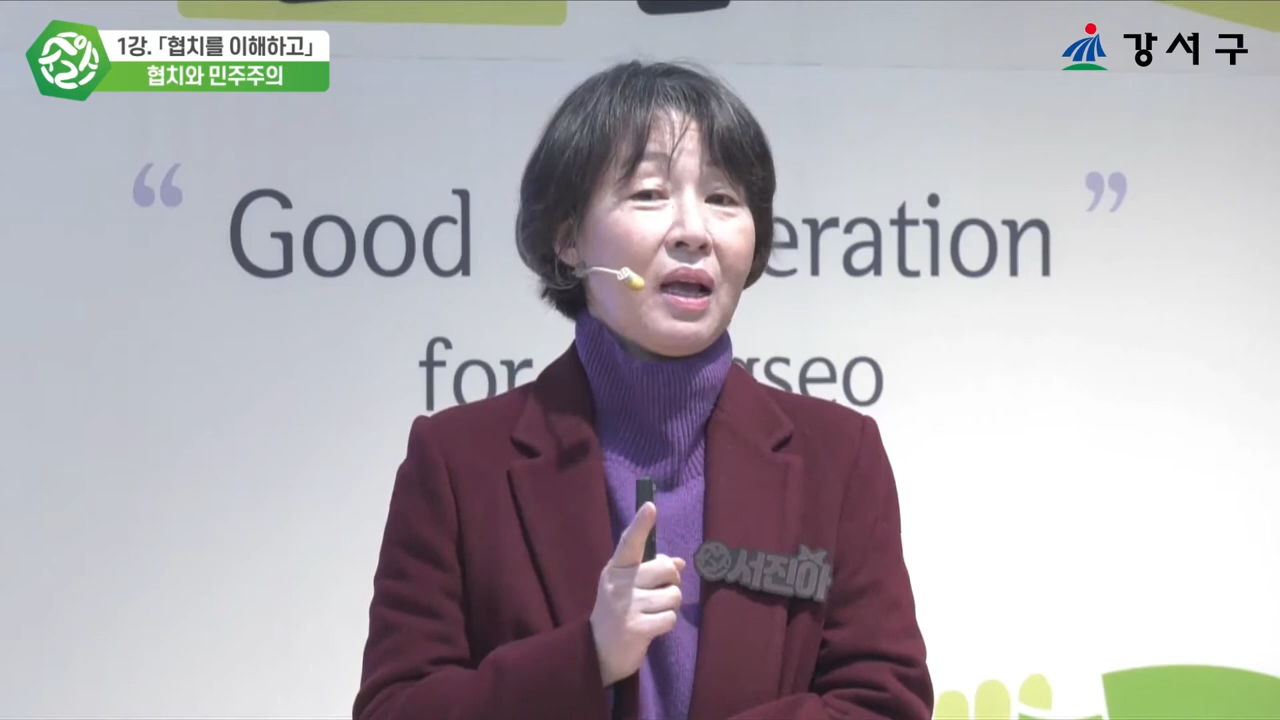 1강. 「협치를 이해하고」
협치와 민주주의
강서구
“ Good eration ”
for gseo
서진아